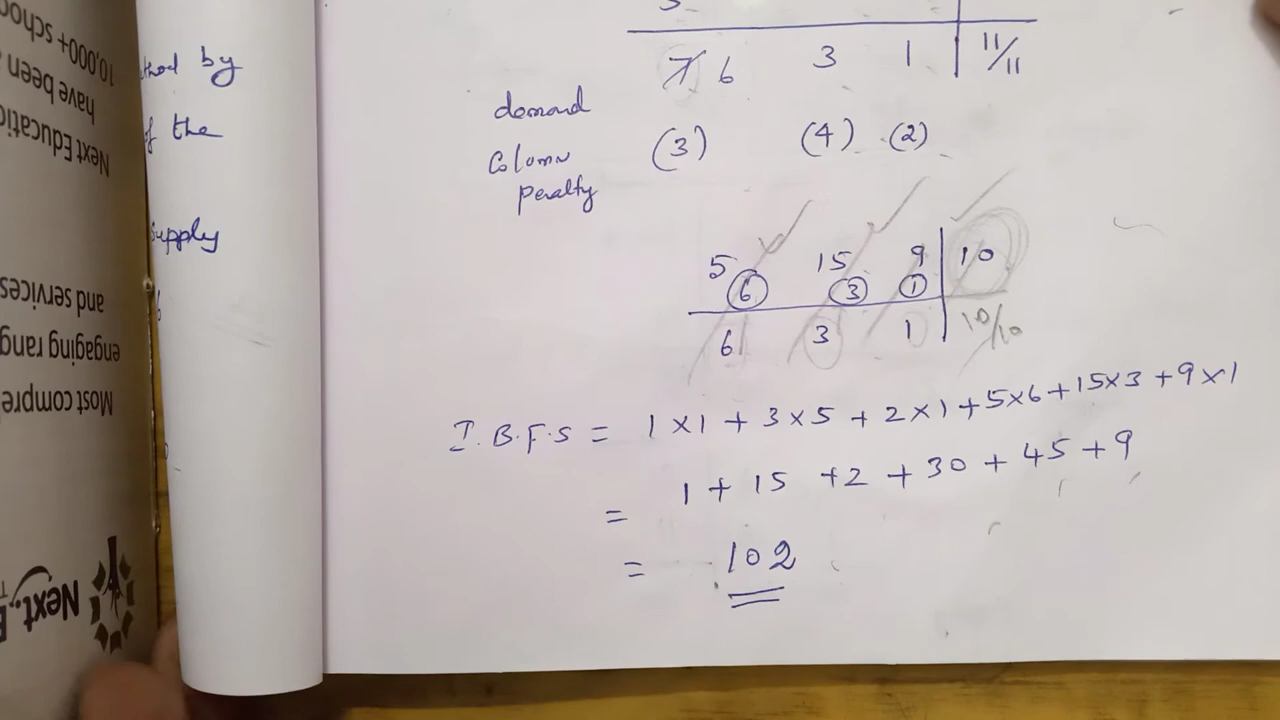 7 6 3 1 11/11
demand
(3) (4) (2)
Column
penalty
5 6 15 3 9 1 10
6 3 1 10/10
I.B.F.S = 1×1 + 3×5 + 2×1 + 5×6 + 15×3 + 9×1
= 1 + 15 + 2 + 30 + 45 + 9
= 102
by
of the
supply
10,000+ schoo
have been
Next Educatio
and services
engaging rang
Most compre
Next.